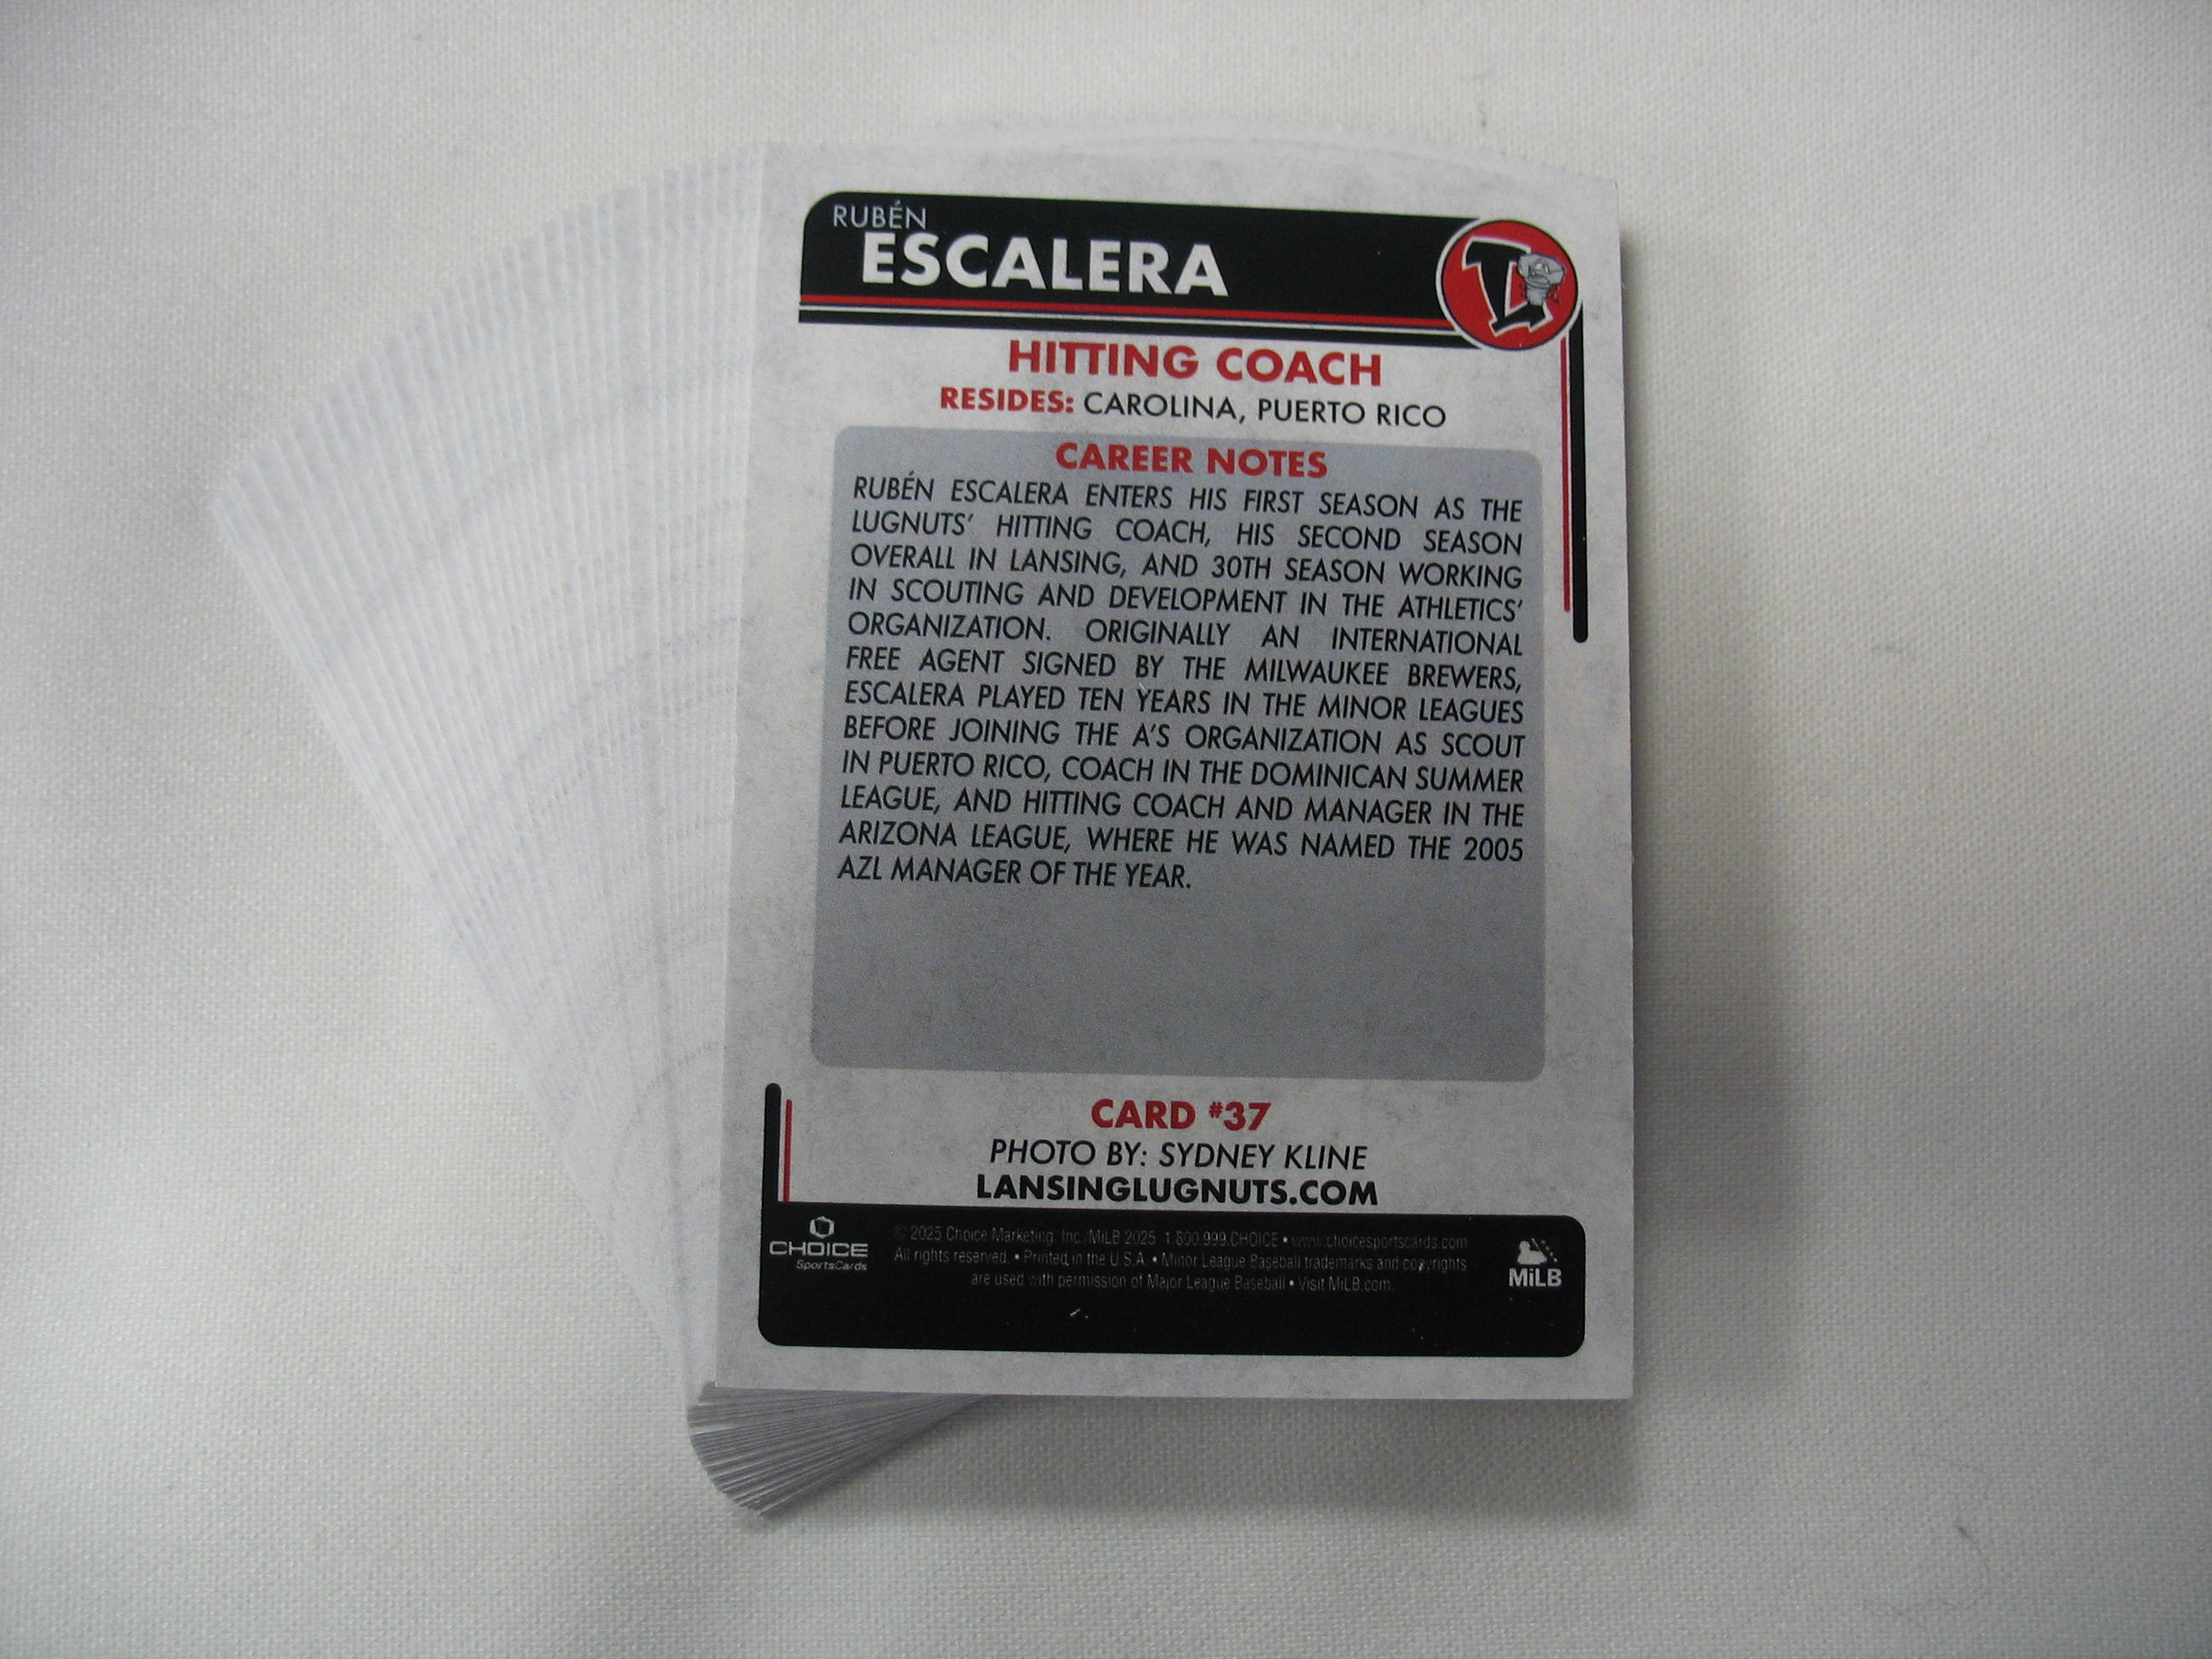 RUBÉN
ESCALERA
HITTING COACH
RESIDES: CAROLINA, PUERTO RICO
CAREER NOTES
RUBÉN ESCALERA ENTERS HIS FIRST SEASON AS THE
LUGNUTS' HITTING COACH, HIS SECOND SEASON
OVERALL IN LANSING, AND 30TH SEASON WORKING
IN SCOUTING AND DEVELOPMENT IN THE ATHLETICS'
ORGANIZATION. ORIGINALLY AN INTERNATIONAL
FREE AGENT SIGNED BY THE MILWAUKEE BREWERS,
ESCALERA PLAYED TEN YEARS IN THE MINOR LEAGUES
BEFORE JOINING THE A'S ORGANIZATION AS SCOUT
IN PUERTO RICO, COACH IN THE DOMINICAN SUMMER
LEAGUE, AND HITTING COACH AND MANAGER IN THE
ARIZONA LEAGUE, WHERE HE WAS NAMED THE 2005
AZL MANAGER OF THE YEAR.
CARD #37
PHOTO BY: SYDNEY KLINE
LANSINGLUGNUTS.COM
CHOICE
SportsCards
© 2025 Choice Marketing, Inc./MiLB 2025 1.800.999.CHOICE • www.choicesportscards.com
All rights reserved. • Printed in the U.S.A. • Minor League Baseball trademarks and copyrights
are used with permission of Major League Baseball • Visit MiLB.com.
MiLB